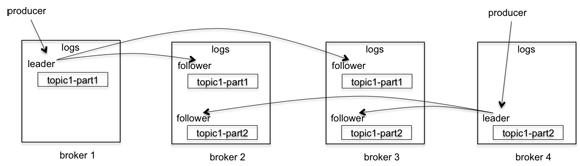 producer
producer
logs
logs
logs
logs
leader
follower
follower
topic1-part1
topic1-part1
topic1-part1
follower
follower
leader
topic1-part2
topic1-part2
topic1-part2
broker 1
broker 2
broker 3
broker 4